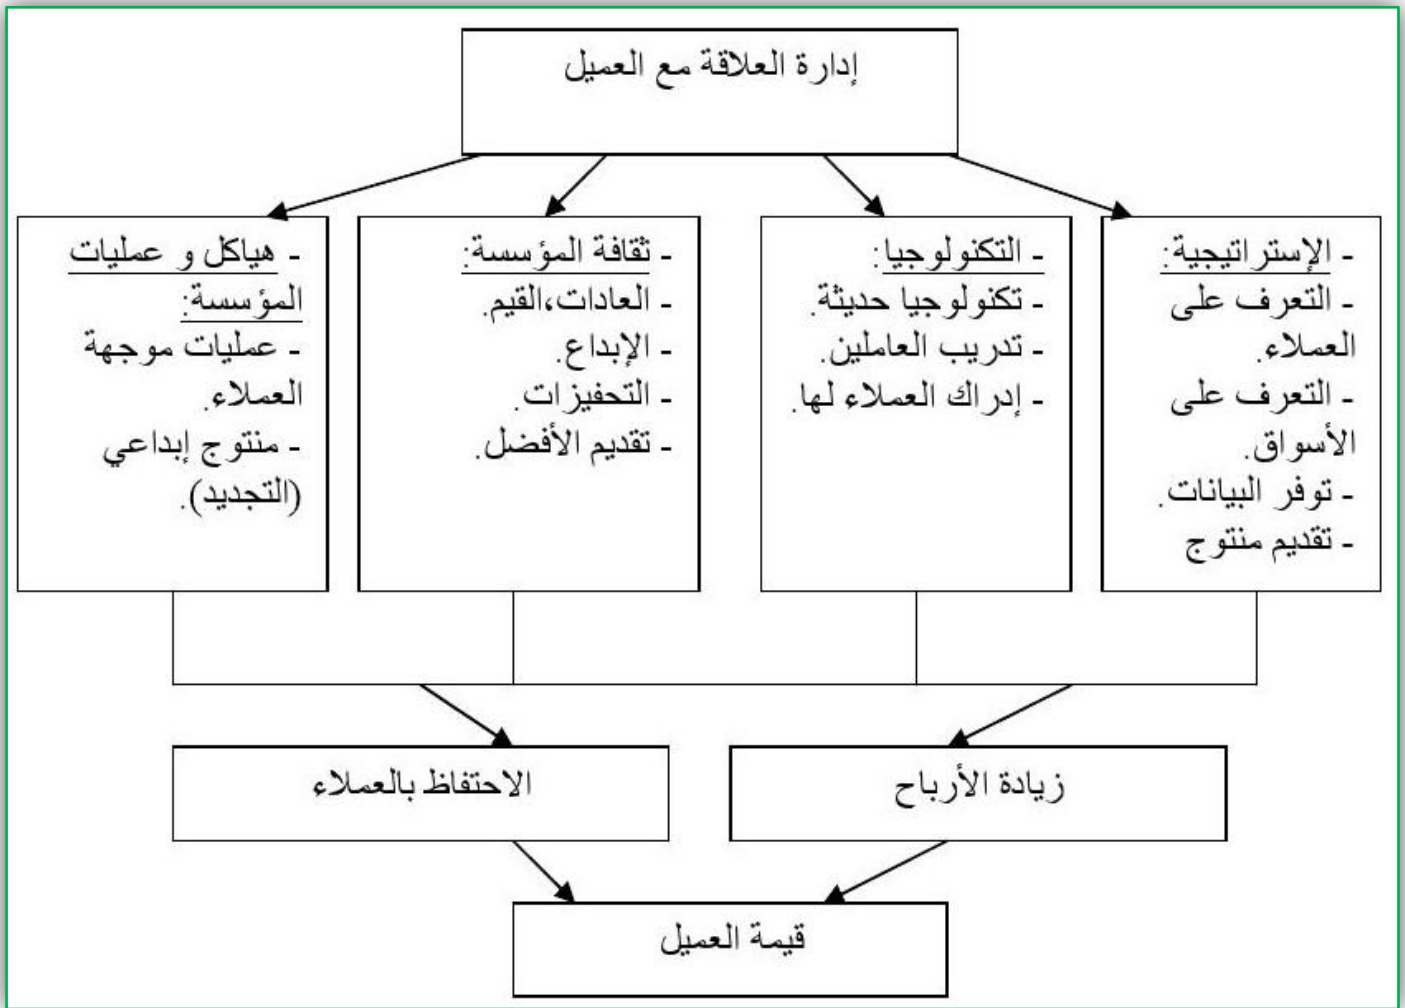 إدارة العلاقة مع العميل
- الإستراتيجية:
- التعرف على
العملاء.
- التعرف على
الأسواق.
- توفر البيانات.
- تقديم منتوج
- التكنولوجيا:
- تكنولوجيا حديثة.
- تدريب العاملين.
- إدراك العملاء لها.
- ثقافة المؤسسة:
- العادات،القيم.
- الإبداع.
- التحفيزات.
- تقديم الأفضل.
- هياكل و عمليات
المؤسسة:
- عمليات موجهة
العملاء.
- منتوج إبداعي
(التجديد).
زيادة الأرباح
الاحتفاظ بالعملاء
قيمة العميل